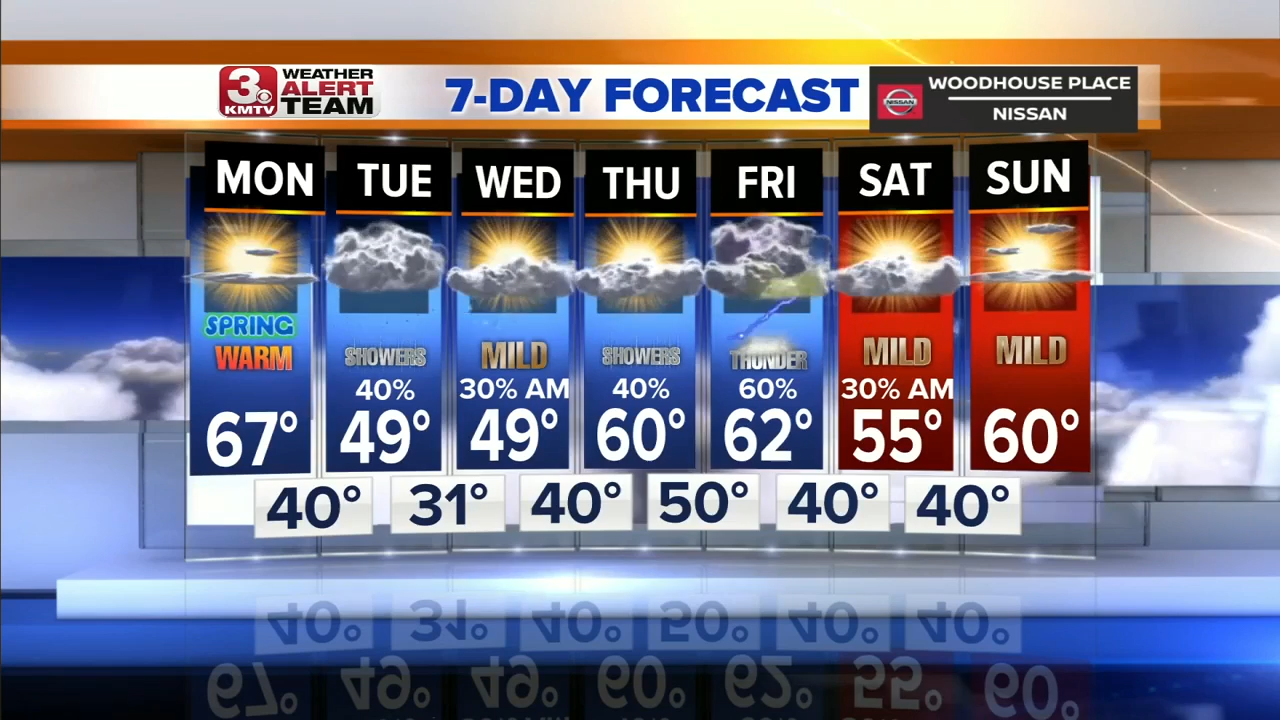 3
KMTV
WEATHER
ALERT
TEAM
7-DAY FORECAST
NISSAN
WOODHOUSE PLACE
NISSAN
MON TUE WED THU FRI SAT SUN
SPRING
WARM SHOWERS MILD SHOWERS THUNDER MILD MILD
40% 30% AM 40% 60% 30% AM
67° 49° 49° 60° 62° 55° 60°
40° 31° 40° 50° 40° 40°